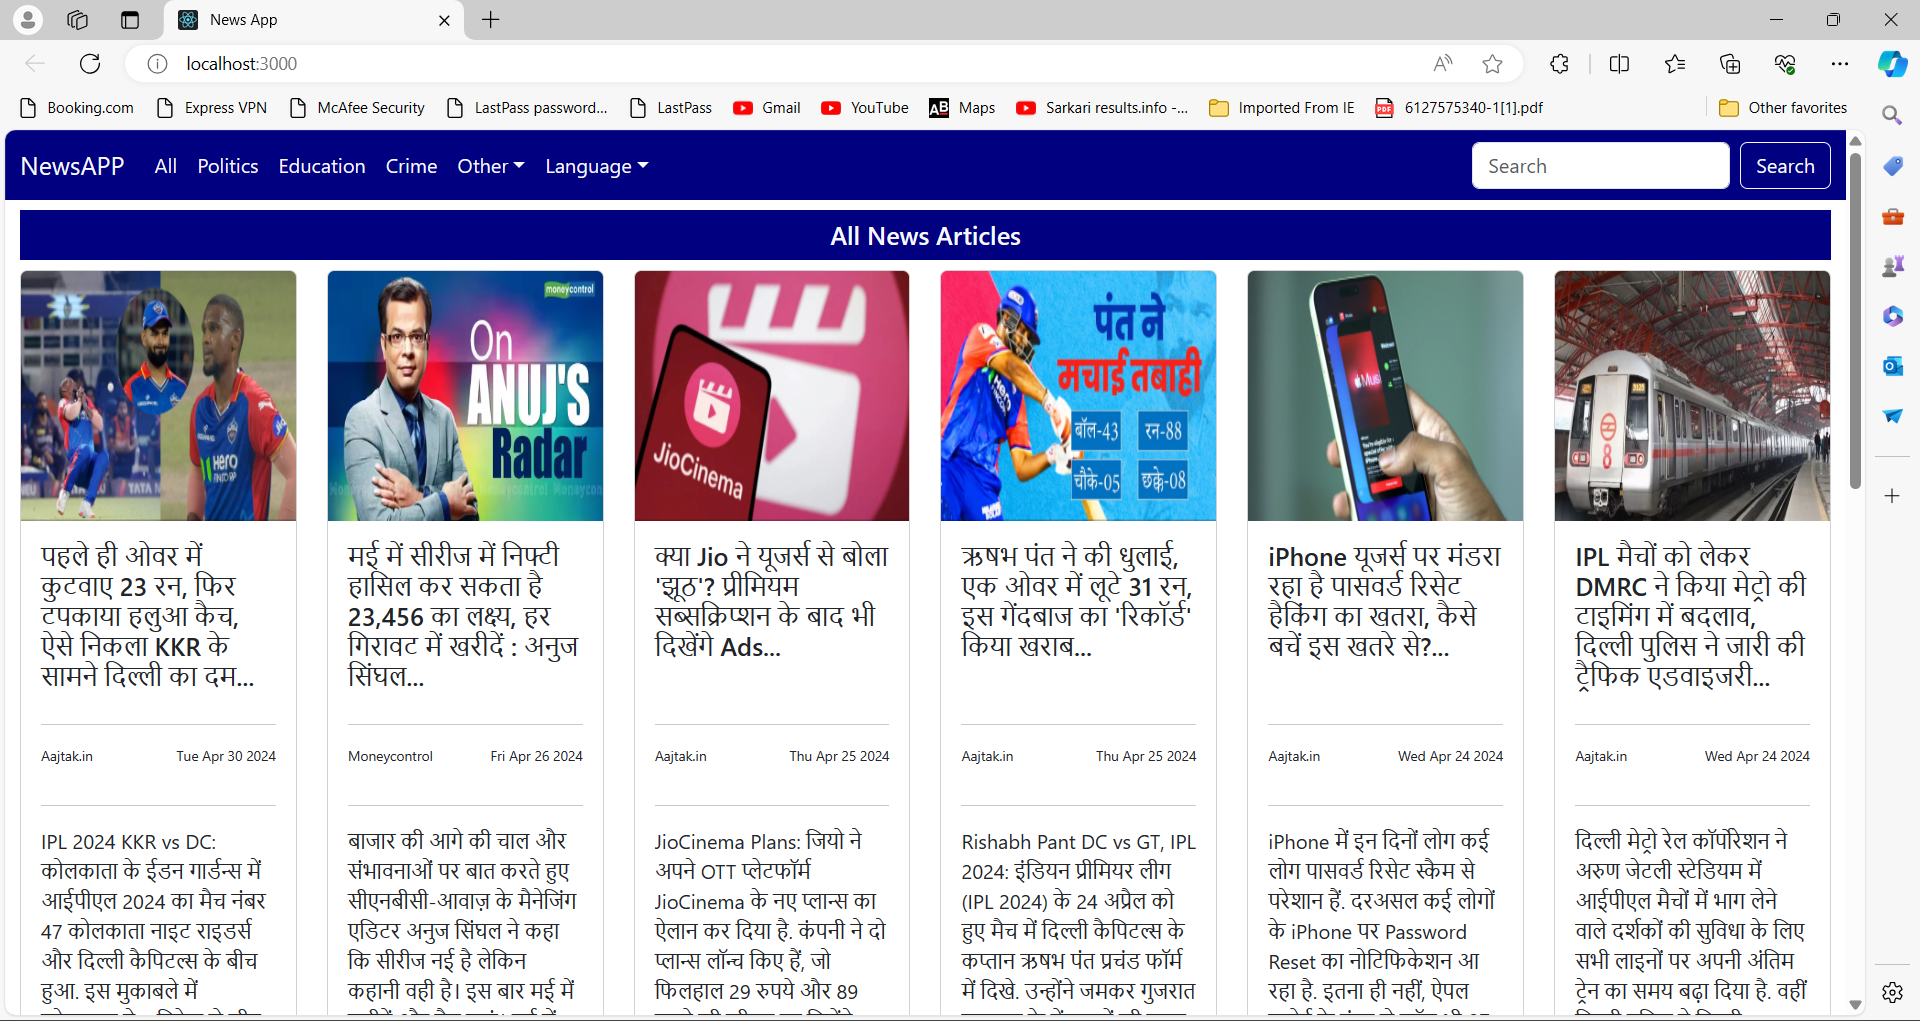 News App
localhost:3000
Booking.com Express VPN McAfee Security LastPass password... LastPass Gmail YouTube Maps Sarkari results.info -... Imported From IE 6127575340-1[1].pdf Other favorites
NewsAPP All Politics Education Crime Other Language Search Search
All News Articles
moneycontrol
On
ANUJ'S
Radar
JioCinema
पंत ने
मचाई तबाही
बॉल-43 रन-88
चौके-05 छक्के-08
पहले ही ओवर में
कुटवाए 23 रन, फिर
टपकाया हलुआ कैच,
ऐसे निकला KKR के
सामने दिल्ली का दम...
Aajtak.in Tue Apr 30 2024
IPL 2024 KKR vs DC:
कोलकाता के ईडन गार्डन्स में
आईपीएल 2024 का मैच नंबर
47 कोलकाता नाइट राइडर्स
और दिल्ली कैपिटल्स के बीच
हुआ. इस मुकाबले में
मई में सीरीज में निफ्टी
हासिल कर सकता है
23,456 का लक्ष्य, हर
गिरावट में खरीदें : अनुज
सिंघल...
Moneycontrol Fri Apr 26 2024
बाजार की आगे की चाल और
संभावनाओं पर बात करते हुए
सीएनबीसी-आवाज़ के मैनेजिंग
एडिटर अनुज सिंघल ने कहा
कि सीरीज नई है लेकिन
कहानी वही है। इस बार मई में
क्या Jio ने यूजर्स से बोला
'झूठ'? प्रीमियम
सब्सक्रिप्शन के बाद भी
दिखेंगे Ads...
Aajtak.in Thu Apr 25 2024
JioCinema Plans: जियो ने
अपने OTT प्लेटफॉर्म
JioCinema के नए प्लान्स का
ऐलान कर दिया है. कंपनी ने दो
प्लान्स लॉन्च किए हैं, जो
फिलहाल 29 रुपये और 89
ऋषभ पंत ने की धुलाई,
एक ओवर में लूटे 31 रन,
इस गेंदबाज का 'रिकॉर्ड'
किया खराब...
Aajtak.in Thu Apr 25 2024
Rishabh Pant DC vs GT, IPL
2024: इंडियन प्रीमियर लीग
(IPL 2024) के 24 अप्रैल को
हुए मैच में दिल्ली कैपिटल्स के
कप्तान ऋषभ पंत प्रचंड फॉर्म
में दिखे. उन्होंने जमकर गुजरात
iPhone यूजर्स पर मंडरा
रहा है पासवर्ड रिसेट
हैकिंग का खतरा, कैसे
बचें इस खतरे से?...
Aajtak.in Wed Apr 24 2024
iPhone में इन दिनों लोग कई
लोग पासवर्ड रिसेट स्कैम से
परेशान हैं. दरअसल कई लोगों
के iPhone पर Password
Reset का नोटिफिकेशन आ
रहा है. इतना ही नहीं, ऐपल
IPL मैचों को लेकर
DMRC ने किया मेट्रो की
टाइमिंग में बदलाव,
दिल्ली पुलिस ने जारी की
ट्रैफिक एडवाइजरी...
Aajtak.in Wed Apr 24 2024
दिल्ली मेट्रो रेल कॉर्पोरेशन ने
अरुण जेटली स्टेडियम में
आईपीएल मैचों में भाग लेने
वाले दर्शकों की सुविधा के लिए
सभी लाइनों पर अपनी अंतिम
ट्रेन का समय बढ़ा दिया है. वहीं